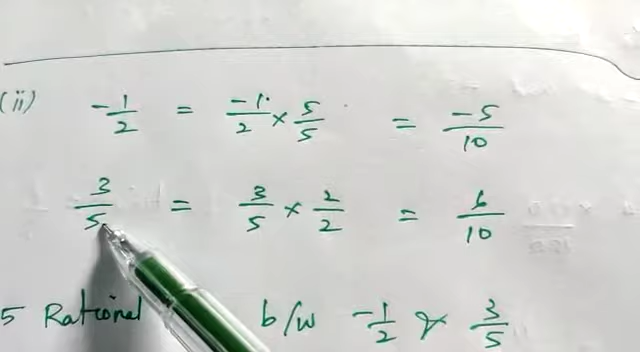 (ii) -1/2 = -1/2 × 5/5 = -5/10
3/5 = 3/5 × 2/2 = 6/10
5 Rational b/w -1/2 & 3/5